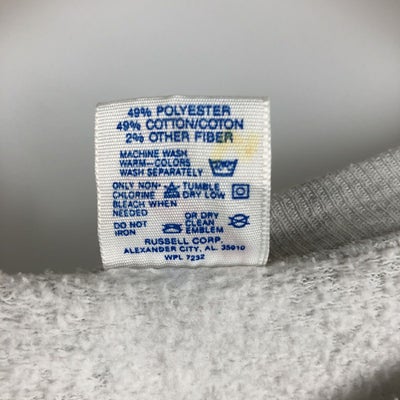 49% POLYESTER
49% COTTON/COTON
2% OTHER FIBER
MACHINE WASH
WARM-COLORS
WASH SEPARATELY
ONLY NON- TUMBLE
CHLORINE DRY LOW
BLEACH WHEN
NEEDED OR DRY
DO NOT CLEAN
IRON EMBLEM
RUSSELL CORP.
ALEXANDER CITY, AL. 35010
WPL 7232